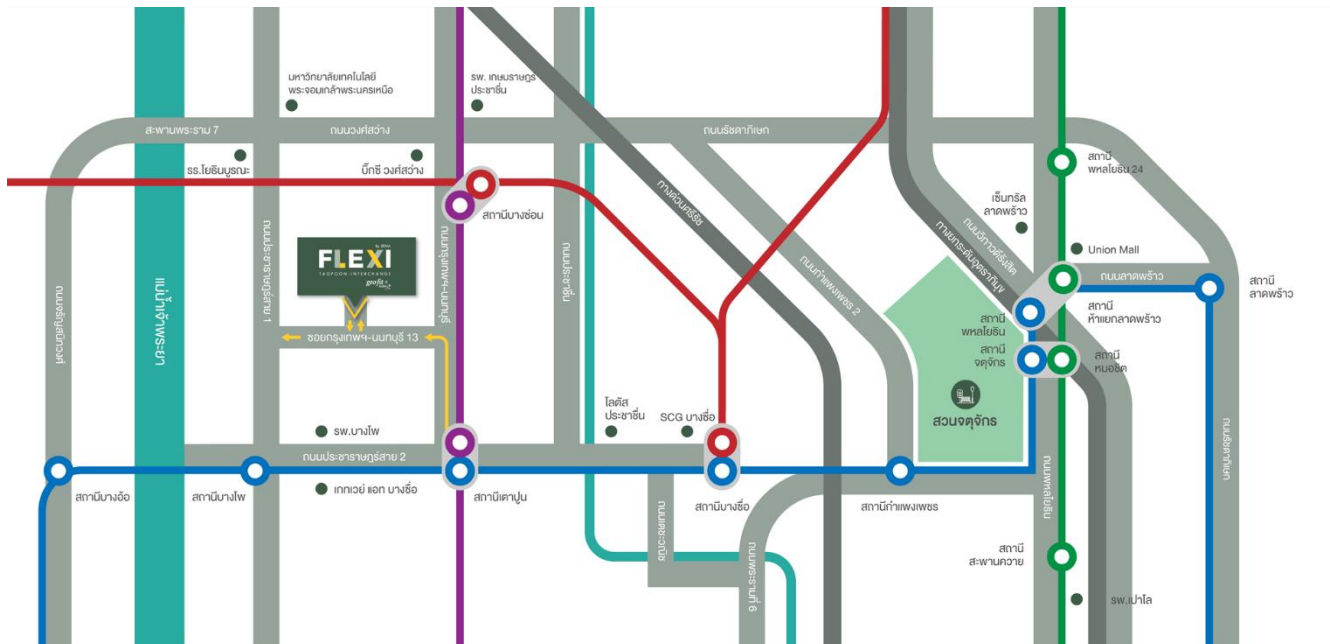 มหาวิทยาลัยเทคโนโลยี
พระจอมเกล้าพระนครเหนือ
รพ. เกษมราษฎร์
ประชาชื่น
สะพานพระราม 7
ถนนวงศ์สว่าง
ถนนรัชดาภิเษก
รร.โยธินบูรณะ
บิ๊กซี วงศ์สว่าง
สถานีบางซ่อน
สถานี
พหลโยธิน 24
เซ็นทรัล
ลาดพร้าว
Union Mall
ถนนลาดพร้าว
สถานี
ลาดพร้าว
สถานี
ห้าแยกลาดพร้าว
สถานี
พหลโยธิน
สถานี
จตุจักร
สถานี
หมอชิต
ทางด่วนศรีรัช
ถนนกำแพงเพชร 2
ถนนวิภาวดีรังสิต
ทางยกระดับอุตราภิมุข
ถนนจรัญสนิทวงศ์
แม่น้ำเจ้าพระยา
ถนนประชาราษฎร์สาย 1
FLEXI
TAOPOON INTERCHANGE
ถนนกรุงเทพฯ-นนทบุรี
ถนนประชาชื่น
ซอยกรุงเทพฯ-นนทบุรี 13
สวนจตุจักร
โลตัส
ประชาชื่น
SCG บางซื่อ
รพ.บางโพ
ถนนประชาราษฎร์สาย 2
เกทเวย์ แอท บางซื่อ
สถานีบางอ้อ
สถานีบางโพ
สถานีเตาปูน
สถานีบางซื่อ
สถานีกำแพงเพชร
ถนนเตชะวณิช
ถนนพระรามที่ 6
ถนนพหลโยธิน
ถนนรัชดาภิเษก
สถานี
สะพานควาย
รพ.เปาโล